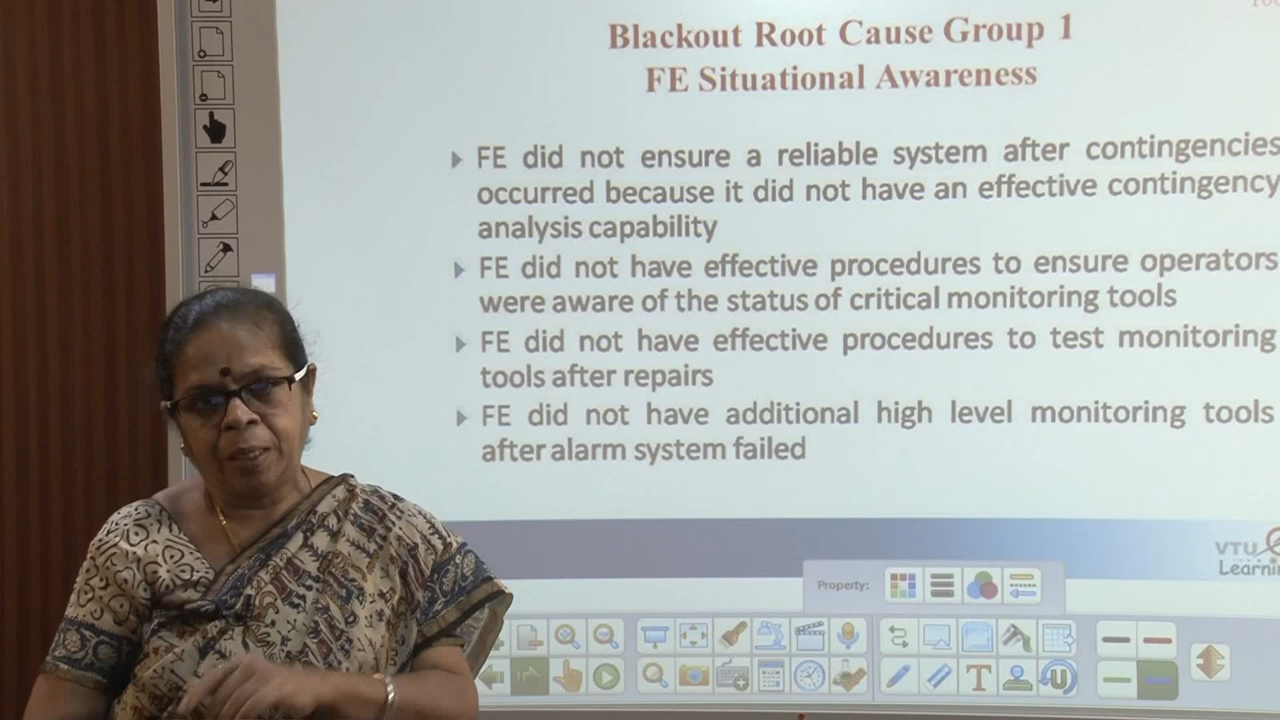 Blackout Root Cause Group 1
FE Situational Awareness
FE did not ensure a reliable system after contingencies
occurred because it did not have an effective contingency
analysis capability
FE did not have effective procedures to ensure operators
were aware of the status of critical monitoring tools
FE did not have effective procedures to test monitoring
tools after repairs
FE did not have additional high level monitoring tools
after alarm system failed
VTU
Property: